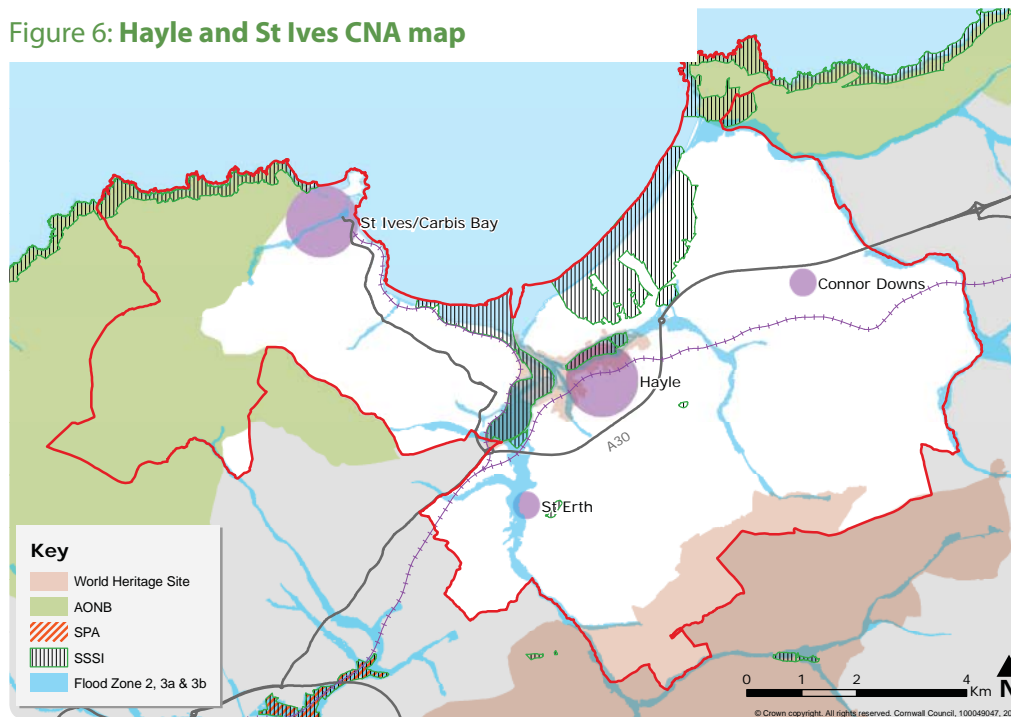 Figure 6: Hayle and St Ives CNA map
St Ives/Carbis Bay
Connor Downs
Hayle
A30
St Erth
Key
World Heritage Site
AONB
SPA
SSSI
Flood Zone 2, 3a & 3b
0 1 2 4
Km
N
© Crown copyright. All rights reserved. Cornwall Council, 100049047, 20